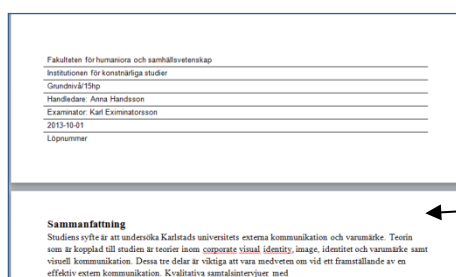 Fakulteten för humaniora och samhällsvetenskap
Institutionen för konstnärliga studier
Grundnivå/15hp
Handledare: Anna Handsson
Examinator: Karl Eximinatorsson
2013-10-01
Löpnummer
Sammanfattning
Studiens syfte är att undersöka Karlstads universitets externa kommunikation och varumärke. Teorin
som är kopplad till studien är teorier inom corporate visual identity, image, identitet och varumärke samt
visuell kommunikation. Dessa tre delar är viktiga att vara medveten om vid ett framställande av en
effektiv extern kommunikation. Kvalitativa samtalsintervjuer med